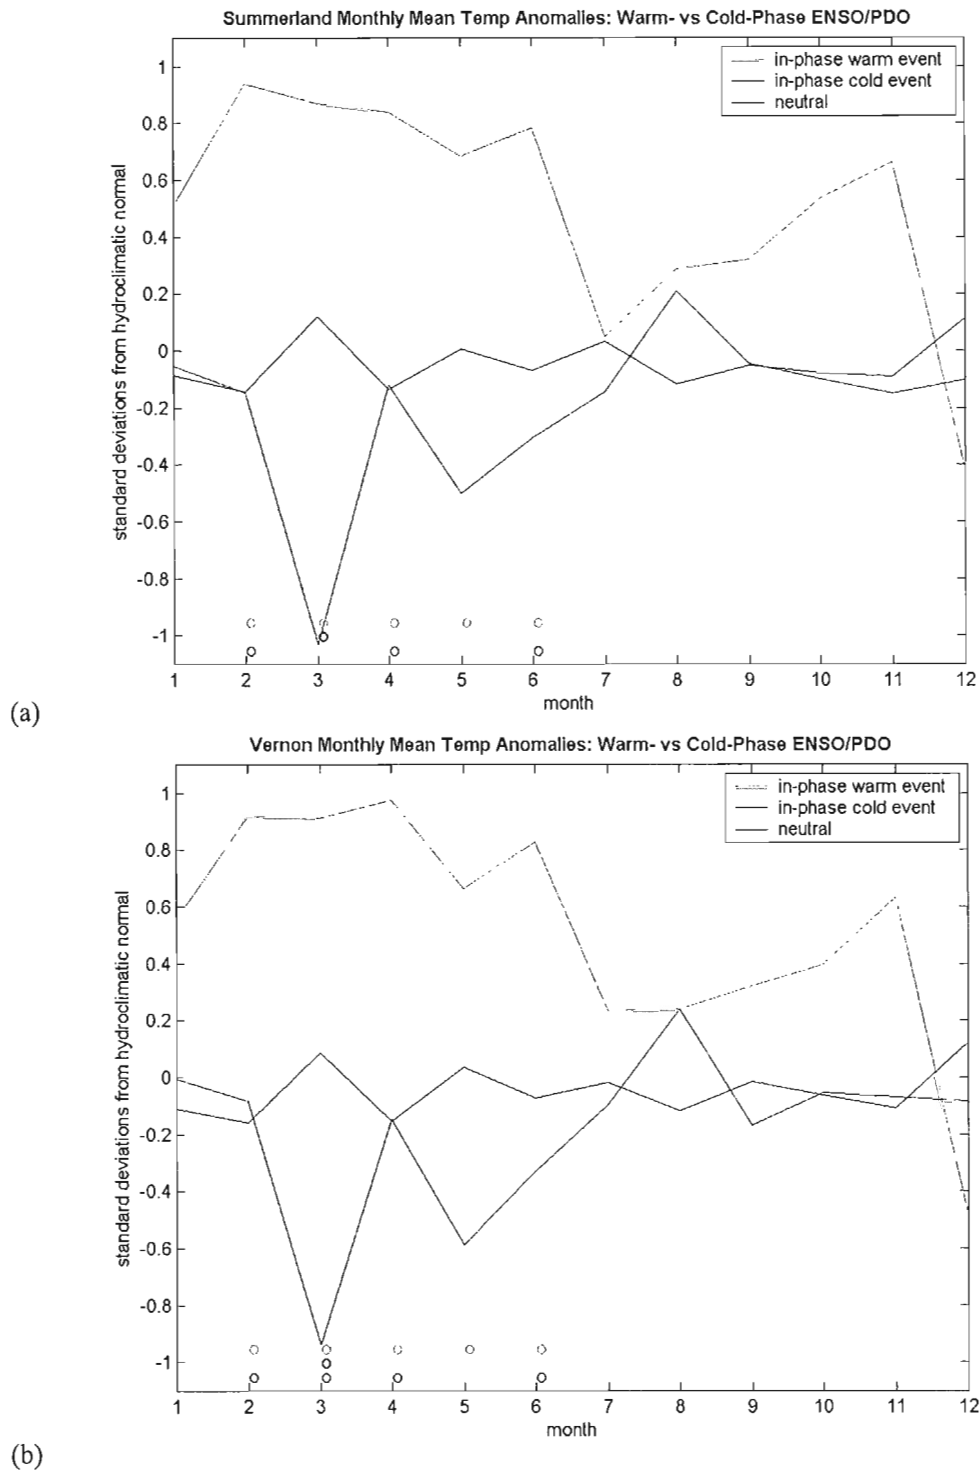 Summerland Monthly Mean Temp Anomalies: Warm- vs Cold-Phase ENSO/PDO
in-phase warm event
in-phase cold event
neutral
standard deviations from hydroclimatic normal
1
0.8
0.6
0.4
0.2
0
-0.2
-0.4
-0.6
-0.8
-1
1 2 3 4 5 6 7 8 9 10 11 12
month
(a)
Vernon Monthly Mean Temp Anomalies: Warm- vs Cold-Phase ENSO/PDO
in-phase warm event
in-phase cold event
neutral
standard deviations from hydroclimatic normal
1
0.8
0.6
0.4
0.2
0
-0.2
-0.4
-0.6
-0.8
-1
1 2 3 4 5 6 7 8 9 10 11 12
month
(b)